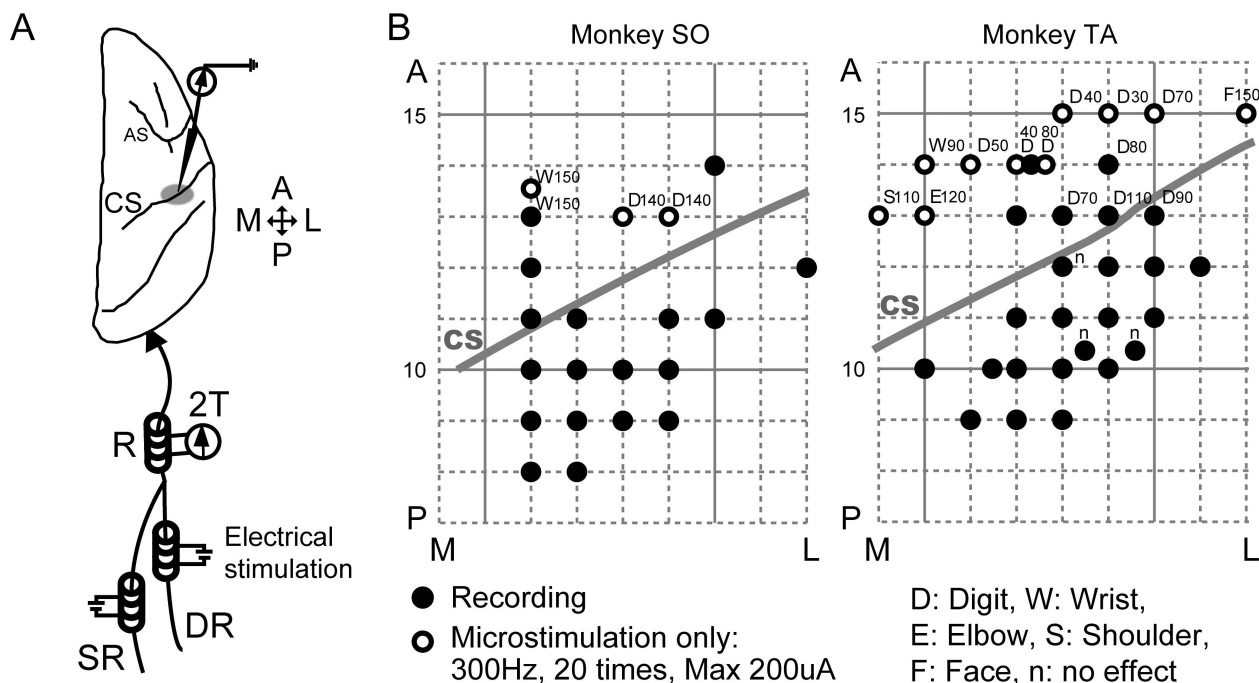 A
AS
CS
A
M L
P
2T
R
Electrical
stimulation
DR
SR
B
Monkey SO
A
15
W150
W150
D140 D140
CS
10
P
M L
Monkey TA
A
15
D40 D30 D70 F150
40 80
W90 D50 D D D80
S110 E120 D70 D110 D90
n
CS
n n
10
P
M L
Recording
Microstimulation only:
300Hz, 20 times, Max 200uA
D: Digit, W: Wrist,
E: Elbow, S: Shoulder,
F: Face, n: no effect